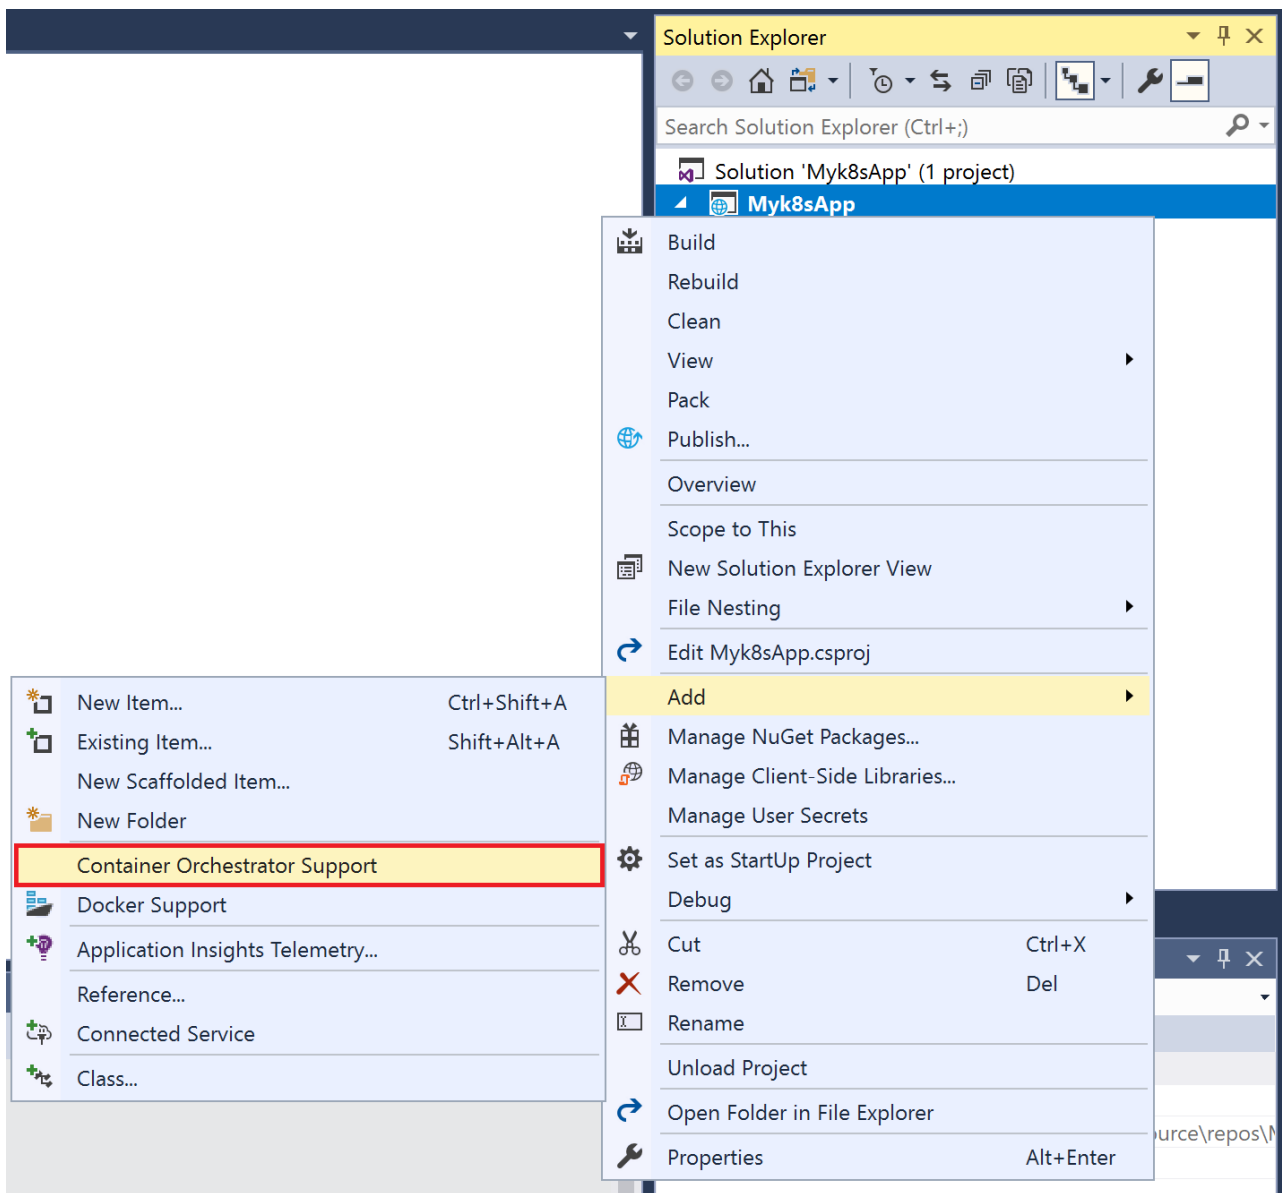 Solution Explorer
Search Solution Explorer (Ctrl+;)
Solution 'Myk8sApp' (1 project)
Myk8sApp
Build
Rebuild
Clean
View
Pack
Publish...
Overview
Scope to This
New Solution Explorer View
File Nesting
Edit Myk8sApp.csproj
Add
Manage NuGet Packages...
Manage Client-Side Libraries...
Manage User Secrets
Set as StartUp Project
Debug
Cut Ctrl+X
Remove Del
Rename
Unload Project
Open Folder in File Explorer
Properties Alt+Enter
New Item... Ctrl+Shift+A
Existing Item... Shift+Alt+A
New Scaffolded Item...
New Folder
Container Orchestrator Support
Docker Support
Application Insights Telemetry...
Reference...
Connected Service
Class...
\repos\